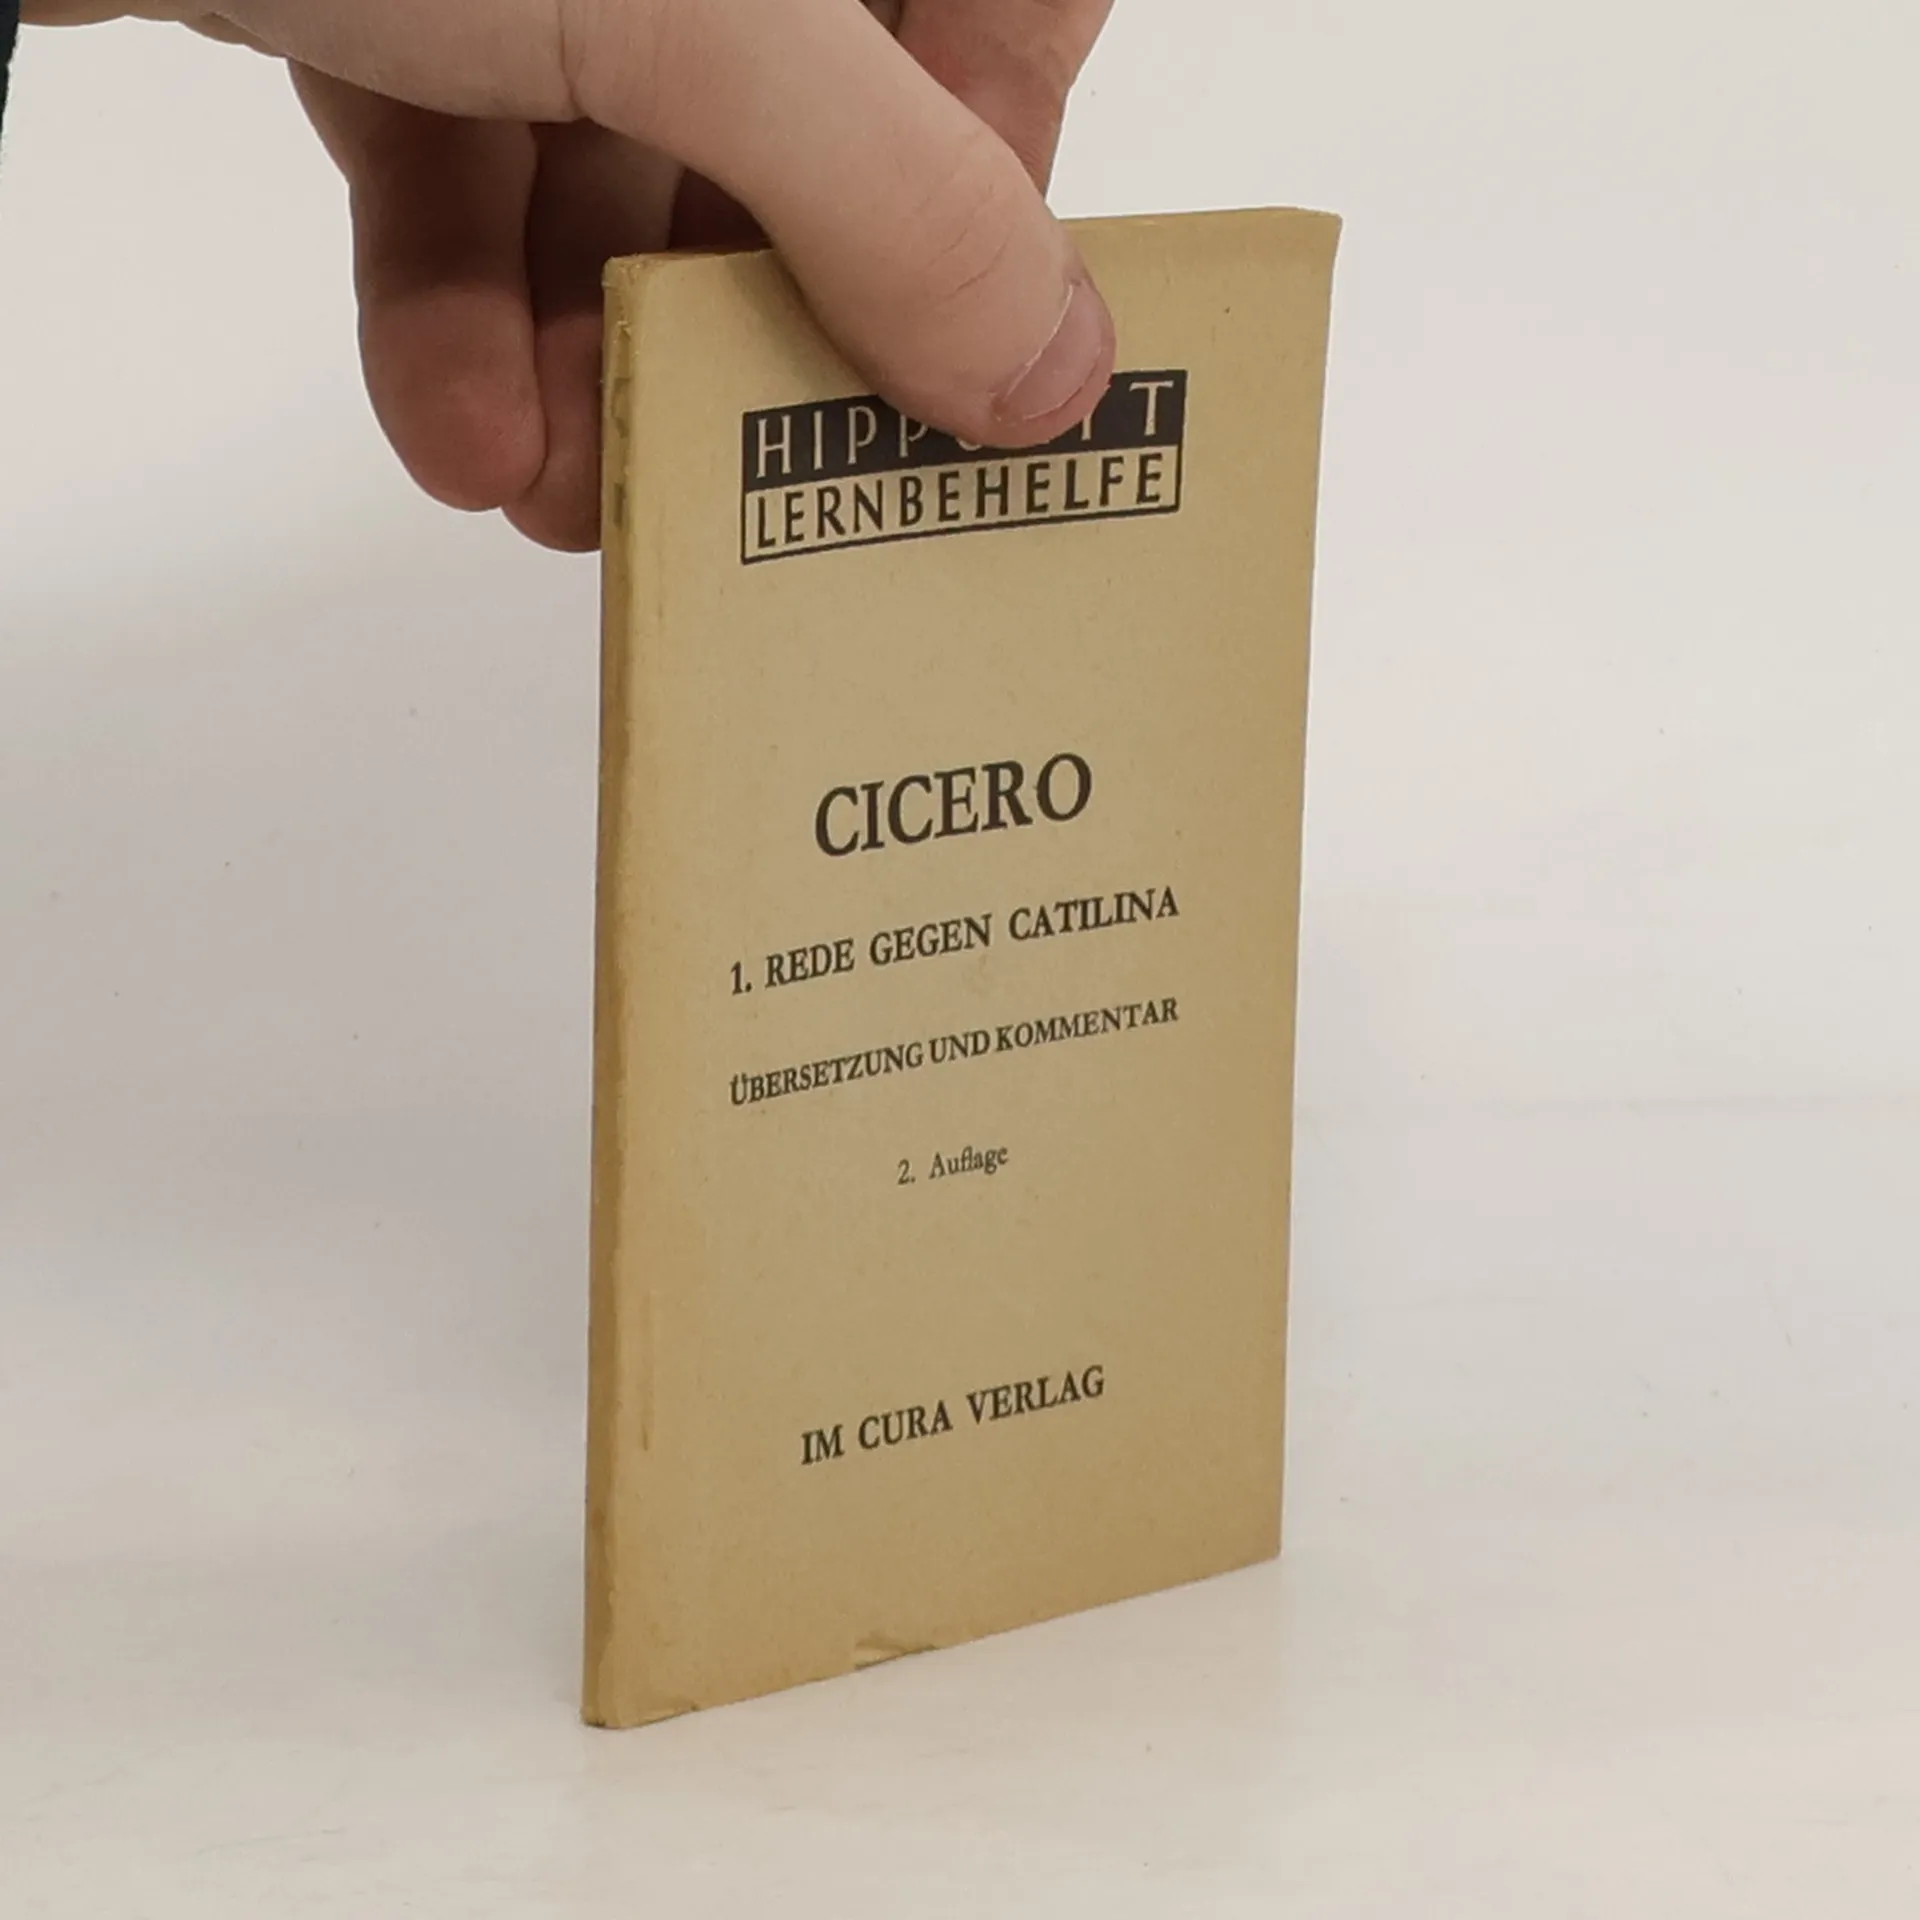 LERNBEHELFE
CICERO
1. REDE GEGEN CATILINA
ÜBERSETZUNG UND KOMMENTAR
2. Auflage
IM CURA VERLAG